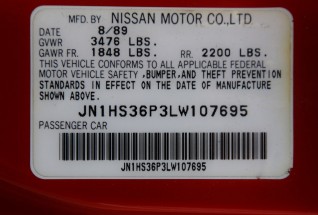 MFD. BY NISSAN MOTOR CO.,LTD
DATE 8/89
GVWR 3476 LBS.
GAWR FR. 1848 LBS. RR. 2200 LBS.
THIS VEHICLE CONFORMS TO ALL APPLICABLE FEDERAL
MOTOR VEHICLE SAFETY ,BUMPER,AND THEFT PREVENTION
STANDARDS IN EFFECT ON THE DATE OF MANUFACTURE
SHOWN ABOVE.
JN1HS36P3LW107695
PASSENGER CAR
JN1HS36P3LW107695